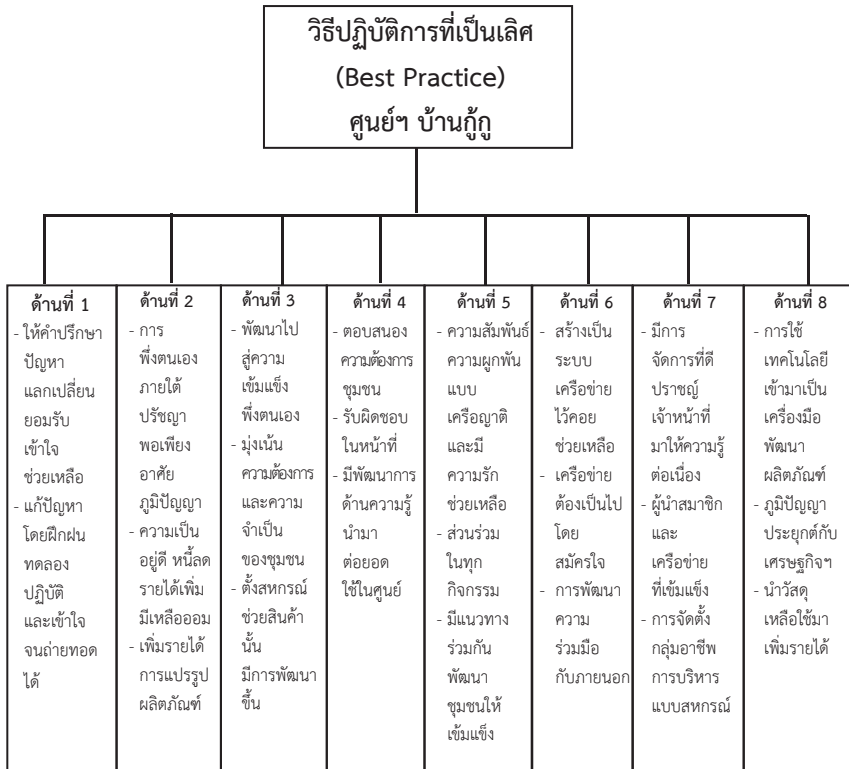 วิธีปฏิบัติการที่เป็นเลิศ
(Best Practice)
ศูนย์ฯ บ้านกู้กู
ด้านที่ 1
- ให้คำปรึกษา
ปัญหา
แลกเปลี่ยน
ยอมรับ
เข้าใจ
ช่วยเหลือ
- แก้ปัญหา
โดยฝึกฝน
ทดลอง
ปฏิบัติ
และเข้าใจ
จนถ่ายทอด
ได้
ด้านที่ 2
- การ
พึ่งตนเอง
ภายใต้
ปรัชญา
พอเพียง
อาศัย
ภูมิปัญญา
- ความเป็น
อยู่ดี หนี้ลด
รายได้เพิ่ม
มีเหลือออม
- เพิ่มรายได้
การแปรรูป
ผลิตภัณฑ์
ด้านที่ 3
- พัฒนาไป
สู่ความ
เข้มแข็ง
พึ่งตนเอง
- มุ่งเน้น
ความต้องการ
และความ
จำเป็น
ของชุมชน
- ตั้งสหกรณ์
ช่วยสินค้า
นั้น
มีการพัฒนา
ขึ้น
ด้านที่ 4
- ตอบสนอง
ความต้องการ
ชุมชน
- รับผิดชอบ
ในหน้าที่
- มีพัฒนาการ
ด้านความรู้
นำมา
ต่อยอด
ใช้ในศูนย์
ด้านที่ 5
- ความสัมพันธ์
ความผูกพัน
แบบ
เครือญาติ
และมี
ความรัก
ช่วยเหลือ
- ส่วนร่วม
ในทุก
กิจกรรม
- มีแนวทาง
ร่วมกัน
พัฒนา
ชุมชนให้
เข้มแข็ง
ด้านที่ 6
- สร้างเป็น
ระบบ
เครือข่าย
ไว้คอย
ช่วยเหลือ
- เครือข่าย
ต้องเป็นไป
โดย
สมัครใจ
- การพัฒนา
ความ
ร่วมมือ
กับภายนอก
ด้านที่ 7
- มีการ
จัดการที่ดี
ปราชญ์
เจ้าหน้าที่
มาให้ความรู้
ต่อเนื่อง
- ผู้นำสมาชิก
และ
เครือข่าย
ที่เข้มแข็ง
- การจัดตั้ง
กลุ่มอาชีพ
การบริหาร
แบบสหกรณ์
ด้านที่ 8
- การใช้
เทคโนโลยี
เข้ามาเป็น
เครื่องมือ
พัฒนา
ผลิตภัณฑ์
- ภูมิปัญญา
ประยุกต์กับ
เศรษฐกิจฯ
- นำวัสดุ
เหลือใช้มา
เพิ่มรายได้